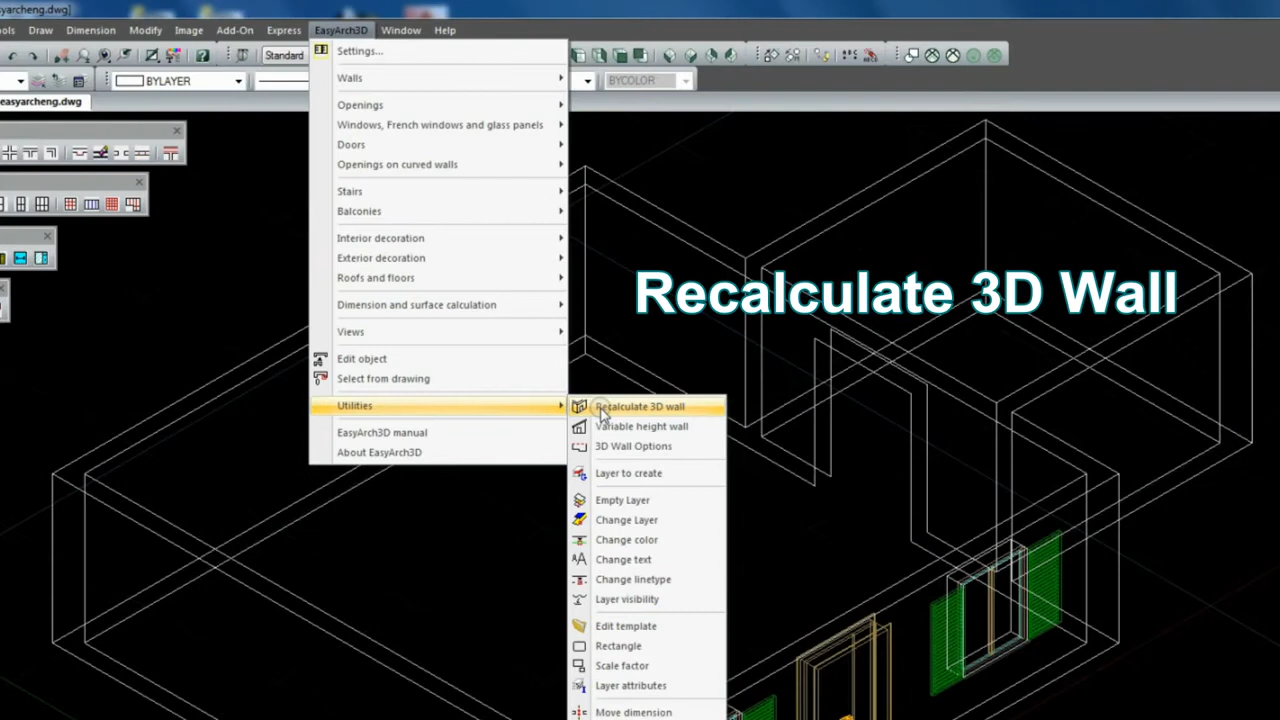 yarcheng.dwg]
ools Draw Dimension Modify Image Add-On Express EasyArch3D Window Help
Standard
BYLAYER
BYCOLOR
easyarcheng.dwg
Settings...
Walls
Openings
Windows, French windows and glass panels
Doors
Openings on curved walls
Stairs
Balconies
Interior decoration
Exterior decoration
Roofs and floors
Dimension and surface calculation
Views
Edit object
Select from drawing
Utilities
EasyArch3D manual
About EasyArch3D
Recalculate 3D Wall
Recalculate 3D wall
Variable height wall
3D Wall Options
Layer to create
Empty Layer
Change Layer
Change color
Change text
Change linetype
Layer visibility
Edit template
Rectangle
Scale factor
Layer attributes
Move dimension